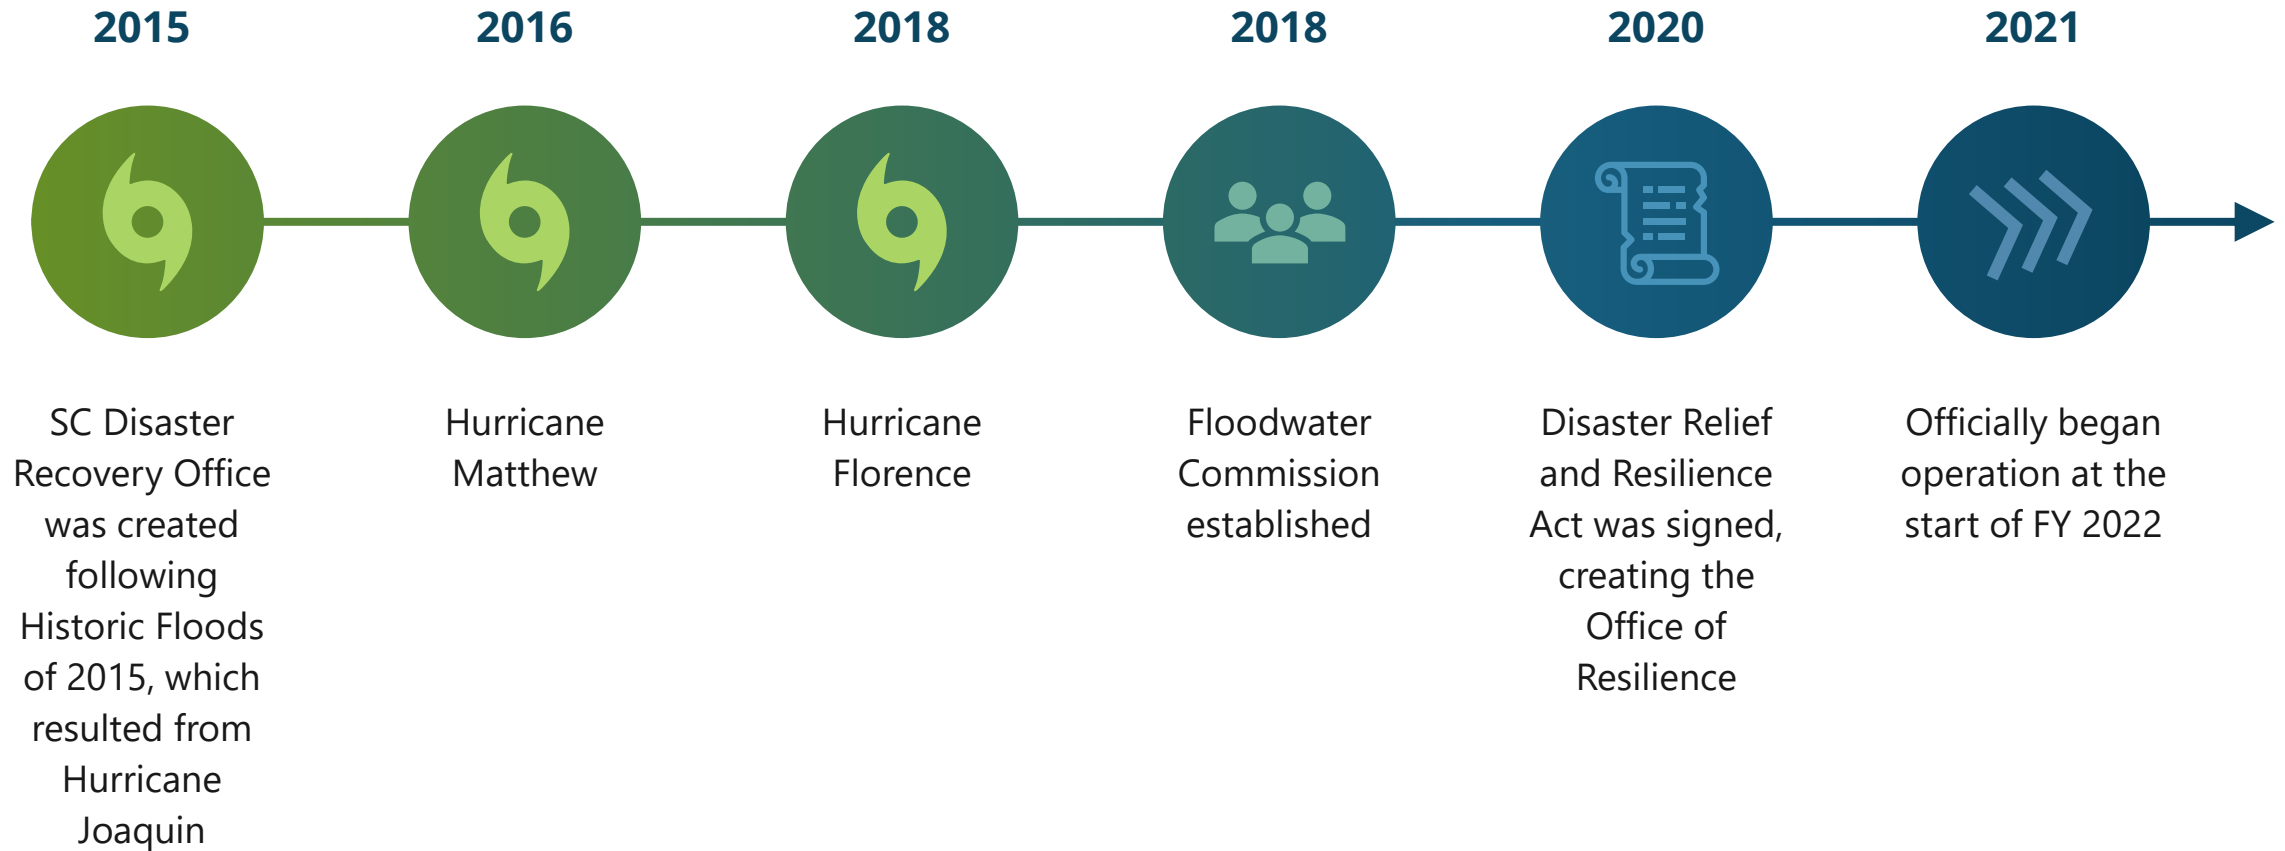 2015
SC Disaster
Recovery Office
was created
following
Historic Floods
of 2015, which
resulted from
Hurricane
Joaquin
2016
Hurricane
Matthew
2018
Hurricane
Florence
2018
Floodwater
Commission
established
2020
Disaster Relief
and Resilience
Act was signed,
creating the
Office of
Resilience
2021
Officially began
operation at the
start of FY 2022